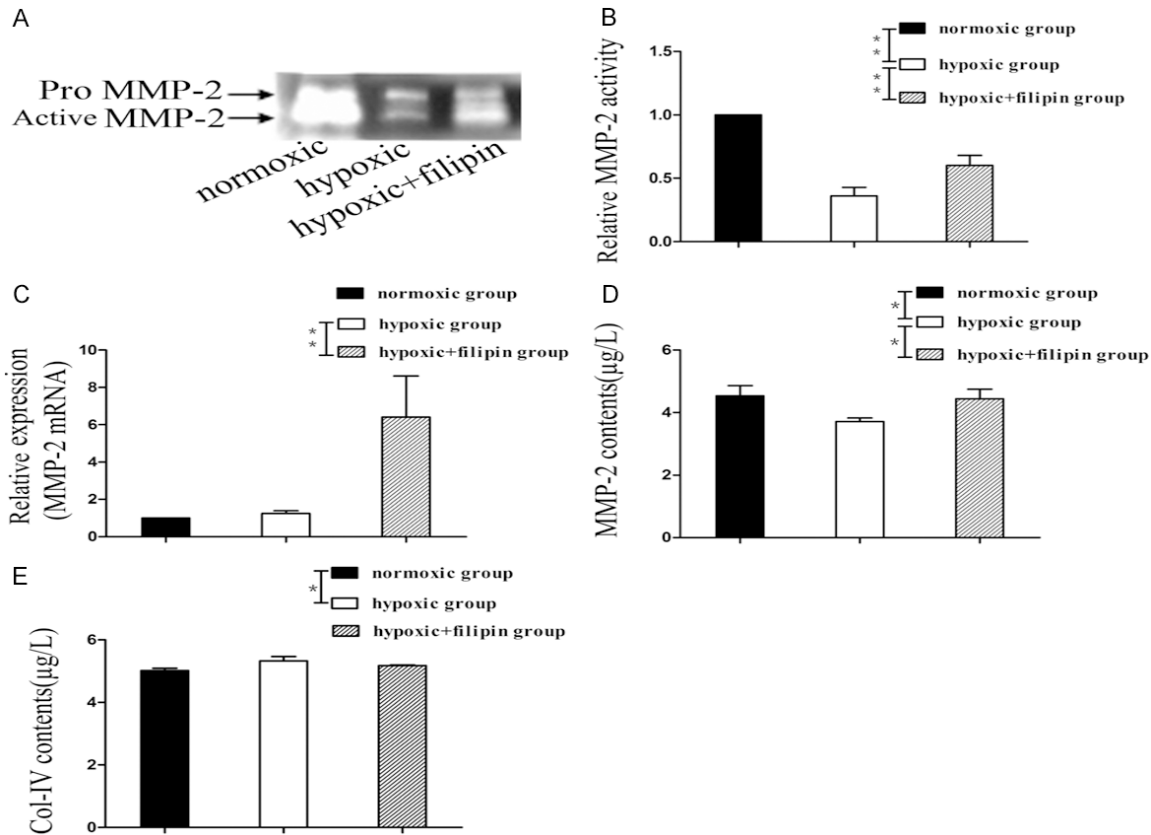 A
Pro MMP-2
Active MMP-2
normoxic
hypoxic
hypoxic+filipin
B
normoxic group
hypoxic group
hypoxic+filipin group
* *
* *
Relative MMP-2 activity
1.5
1.0
0.5
0.0
C
normoxic group
hypoxic group
hypoxic+filipin group
* *
Relative expression
(MMP-2 mRNA)
10
8
6
4
2
0
D
normoxic group
hypoxic group
hypoxic+filipin group
*
*
MMP-2 contents(µg/L)
6
4
2
0
E
normoxic group
hypoxic group
hypoxic+filipin group
*
Col-IV contents(µg/L)
6
4
2
0